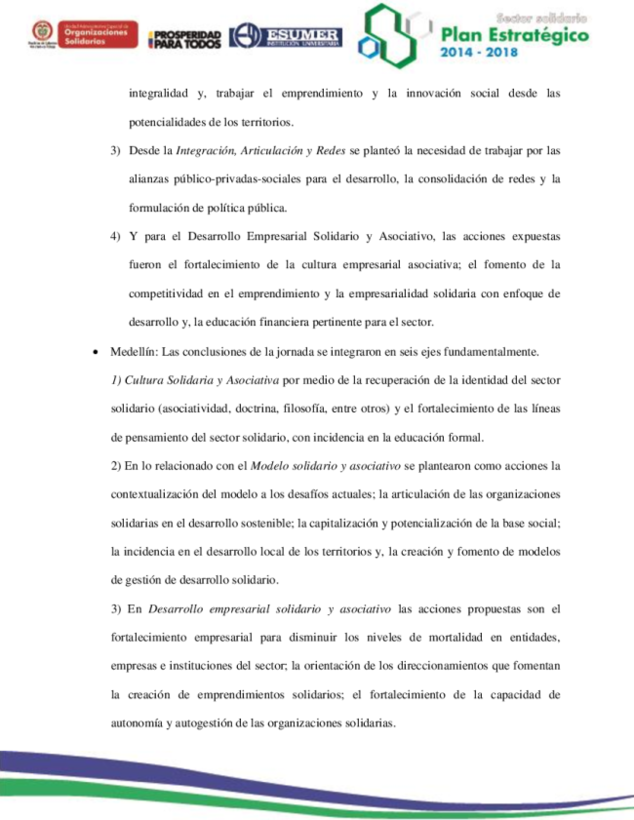 Organizaciones
Solidarias
PROSPERIDAD
PARA TODOS
ESUMER
INSTITUCIÓN UNIVERSITARIA
Sector solidario
Plan Estratégico
2014 - 2018
integralidad y, trabajar el emprendimiento y la innovación social desde las
potencialidades de los territorios.
3) Desde la Integración, Articulación y Redes se planteó la necesidad de trabajar por las
alianzas público-privadas-sociales para el desarrollo, la consolidación de redes y la
formulación de política pública.
4) Y para el Desarrollo Empresarial Solidario y Asociativo, las acciones expuestas
fueron el fortalecimiento de la cultura empresarial asociativa; el fomento de la
competitividad en el emprendimiento y la empresarialidad solidaria con enfoque de
desarrollo y, la educación financiera pertinente para el sector.
• Medellín: Las conclusiones de la jornada se integraron en seis ejes fundamentalmente.
1) Cultura Solidaria y Asociativa por medio de la recuperación de la identidad del sector
solidario (asociatividad, doctrina, filosofía, entre otros) y el fortalecimiento de las líneas
de pensamiento del sector solidario, con incidencia en la educación formal.
2) En lo relacionado con el Modelo solidario y asociativo se plantearon como acciones la
contextualización del modelo a los desafíos actuales; la articulación de las organizaciones
solidarias en el desarrollo sostenible; la capitalización y potencialización de la base social;
la incidencia en el desarrollo local de los territorios y, la creación y fomento de modelos
de gestión de desarrollo solidario.
3) En Desarrollo empresarial solidario y asociativo las acciones propuestas son el
fortalecimiento empresarial para disminuir los niveles de mortalidad en entidades,
empresas e instituciones del sector; la orientación de los direccionamientos que fomentan
la creación de emprendimientos solidarios; el fortalecimiento de la capacidad de
autonomía y autogestión de las organizaciones solidarias.